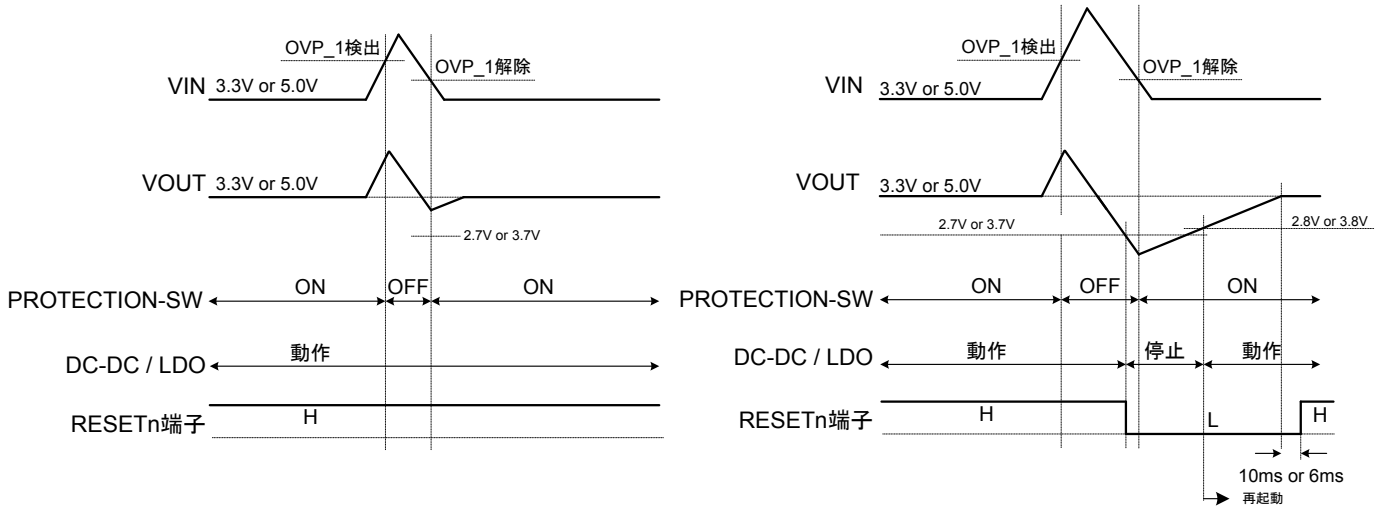 OVP_1検出
OVP_1解除
VIN
3.3V or 5.0V
VOUT
3.3V or 5.0V
2.7V or 3.7V
PROTECTION-SW
ON
OFF
ON
DC-DC / LDO
動作
RESETn端子
H
OVP_1検出
OVP_1解除
VIN
3.3V or 5.0V
VOUT
3.3V or 5.0V
2.7V or 3.7V
2.8V or 3.8V
PROTECTION-SW
ON
OFF
ON
DC-DC / LDO
動作
停止
動作
RESETn端子
H
L
H
10ms or 6ms
再起動